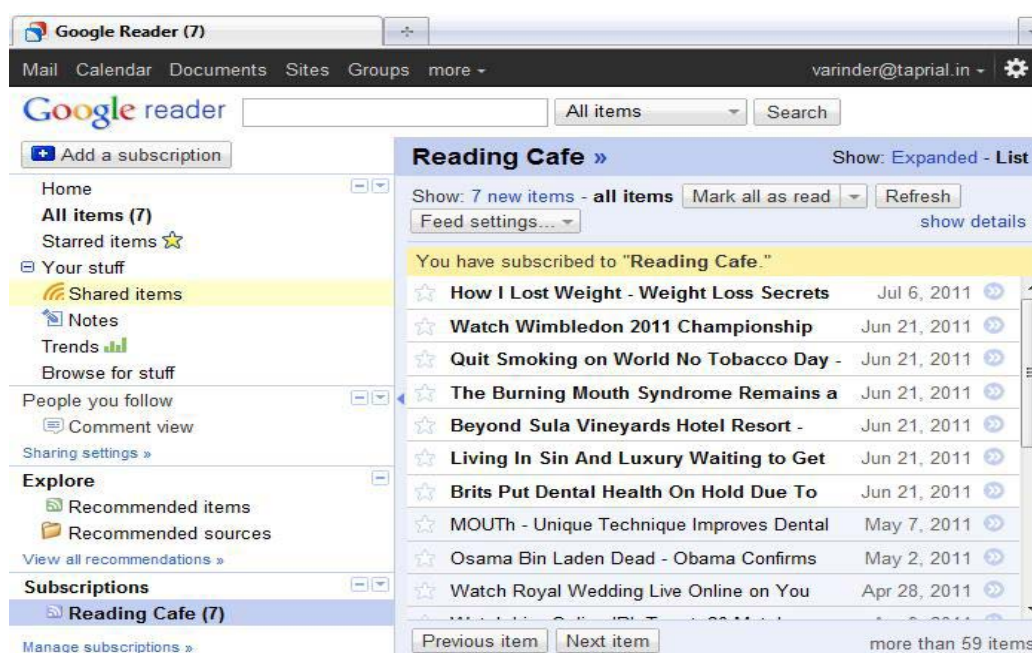 Google Reader (7)
Mail Calendar Documents Sites Groups more
varinder@taprial.in
Google reader
All items
Search
Add a subscription
Home
All items (7)
Starred items
Your stuff
Shared items
Notes
Trends
Browse for stuff
People you follow
Comment view
Sharing settings »
Explore
Recommended items
Recommended sources
View all recommendations »
Subscriptions
Reading Cafe (7)
Manage subscriptions »
Reading Cafe »
Show: Expanded - List
Show: 7 new items - all items Mark all as read Refresh
Feed settings... show details
You have subscribed to "Reading Cafe."
How I Lost Weight - Weight Loss Secrets Jul 6, 2011
Watch Wimbledon 2011 Championship Jun 21, 2011
Quit Smoking on World No Tobacco Day - Jun 21, 2011
The Burning Mouth Syndrome Remains a Jun 21, 2011
Beyond Sula Vineyards Hotel Resort - Jun 21, 2011
Living In Sin And Luxury Waiting to Get Jun 21, 2011
Brits Put Dental Health On Hold Due To Jun 21, 2011
MOUTh - Unique Technique Improves Dental May 7, 2011
Osama Bin Laden Dead - Obama Confirms May 2, 2011
Watch Royal Wedding Live Online on You Apr 28, 2011
Previous item Next item more than 59 items